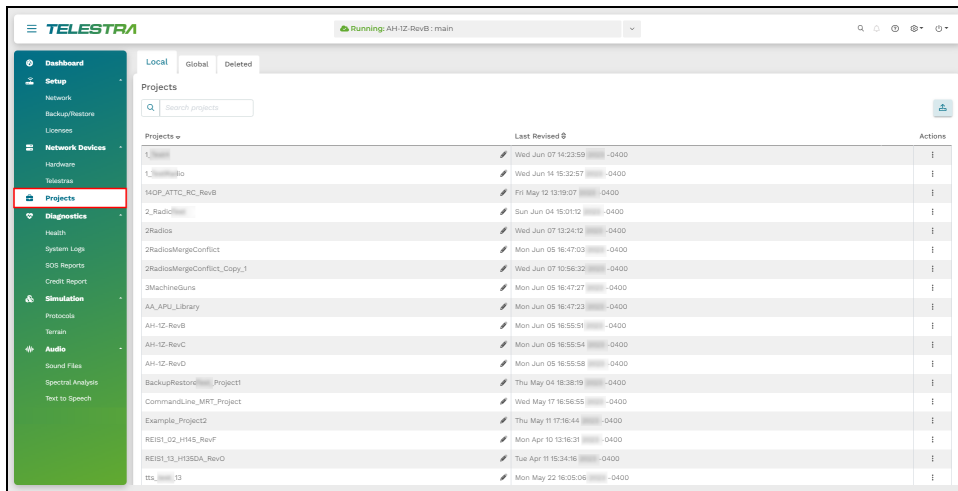 TELESTRA
Running: AH-1Z-RevB : main
Dashboard
Setup
Network
Backup/Restore
Licenses
Network Devices
Hardware
Telestras
Projects
Diagnostics
Health
System Logs
SOS Reports
Credit Report
Simulation
Protocols
Terrain
Audio
Sound Files
Spectral Analysis
Text to Speech
Local Global Deleted
Projects
Search projects
Projects Last Revised Actions
1_ Wed Jun 07 14:23:59 -0400
1_ dio Wed Jun 14 15:32:57 -0400
140P_ATTC_RC_RevB Fri May 12 13:19:07 -0400
2_Radio Sun Jun 04 15:01:12 -0400
2Radios Wed Jun 07 13:24:12 -0400
2RadiosMergeConflict Mon Jun 05 16:47:03 -0400
2RadiosMergeConflict_Copy_1 Wed Jun 07 10:56:32 -0400
3MachineGuns Mon Jun 05 16:47:27 -0400
AA_APU_Library Mon Jun 05 16:47:23 -0400
AH-1Z-RevB Mon Jun 05 16:55:51 -0400
AH-1Z-RevC Mon Jun 05 16:55:54 -0400
AH-1Z-RevD Mon Jun 05 16:55:58 -0400
BackupRestore _Project1 Thu May 04 18:38:19 -0400
CommandLine_MRT_Project Wed May 17 16:56:55 -0400
Example_Project2 Thu May 11 17:16:44 -0400
REIS1_02_H145_RevF Mon Apr 10 13:16:31 -0400
REIS1_13_H135DA_RevO Tue Apr 11 15:34:16 -0400
tts_ _13 Mon May 22 16:05:06 -0400